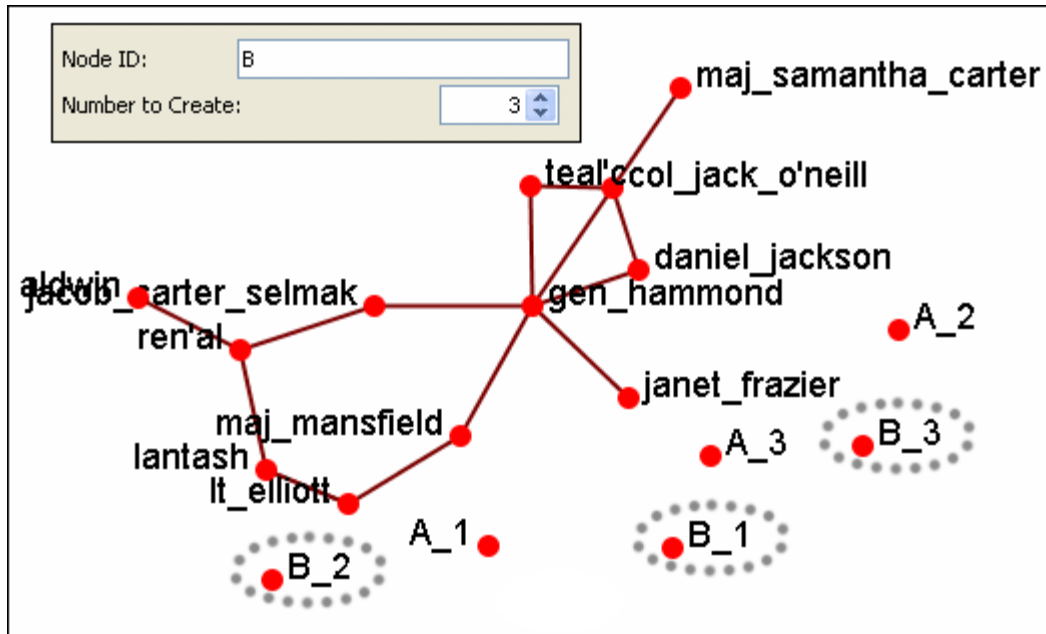 Node ID: B
Number to Create: 3
maj_samantha_carter
teal'c
col_jack_o'neill
daniel_jackson
aldwin
jacob_carter_selmak
gen_hammond
ren'al
A_2
janet_frazier
maj_mansfield
B_3
A_3
lantash
lt_elliott
A_1
B_1
B_2